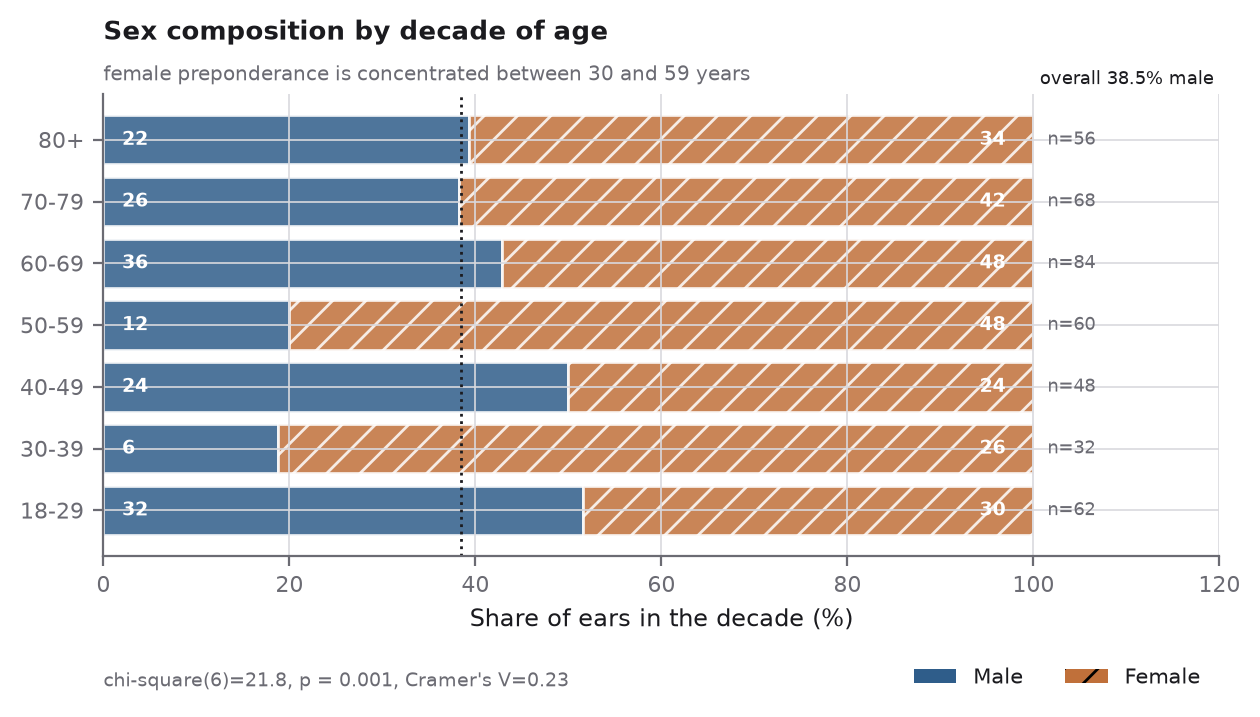 Sex composition by decade of age
female preponderance is concentrated between 30 and 59 years
overall 38.5% male
80+ 22 34 n=56
70-79 26 42 n=68
60-69 36 48 n=84
50-59 12 48 n=60
40-49 24 24 n=48
30-39 6 26 n=32
18-29 32 30 n=62
0 20 40 60 80 100 120
Share of ears in the decade (%)
chi-square(6)=21.8, p = 0.001, Cramer's V=0.23
Male Female